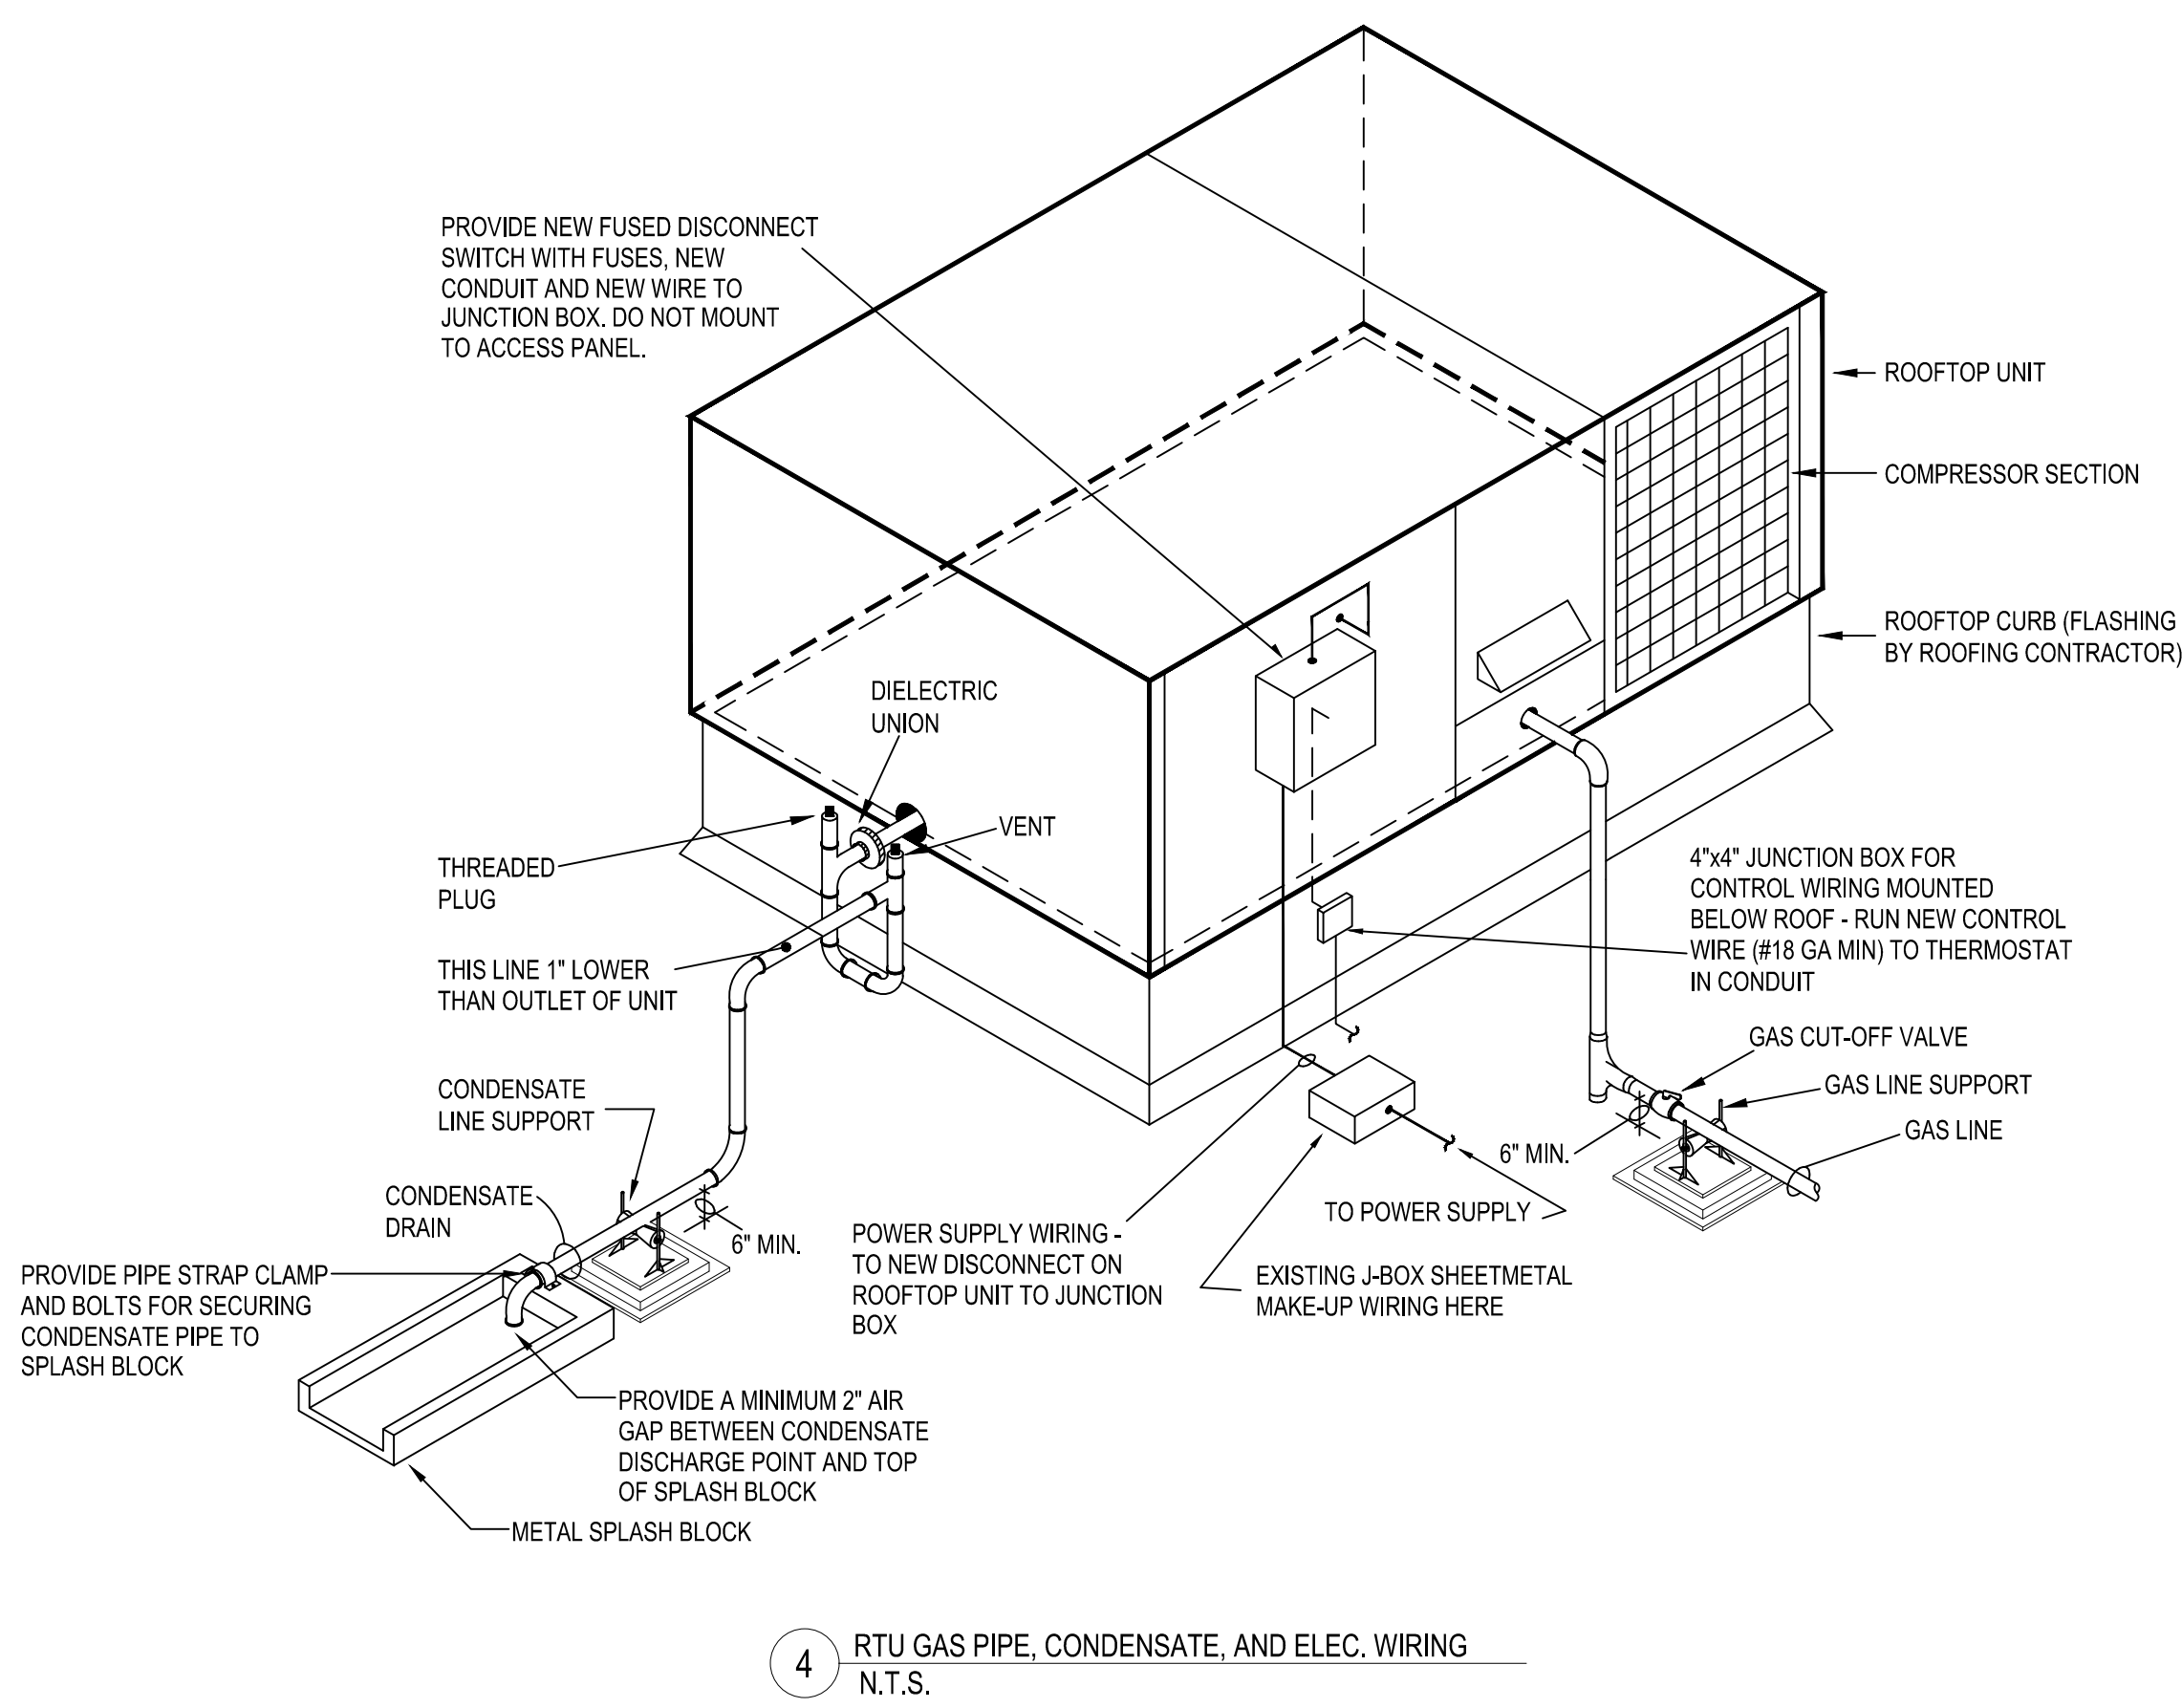 PROVIDE NEW FUSED DISCONNECT
SWITCH WITH FUSES, NEW
CONDUIT AND NEW WIRE TO
JUNCTION BOX. DO NOT MOUNT
TO ACCESS PANEL.
ROOFTOP UNIT
COMPRESSOR SECTION
ROOFTOP CURB (FLASHING
BY ROOFING CONTRACTOR)
DIELECTRIC
UNION
VENT
THREADED
PLUG
THIS LINE 1" LOWER
THAN OUTLET OF UNIT
4"x4" JUNCTION BOX FOR
CONTROL WIRING MOUNTED
BELOW ROOF - RUN NEW CONTROL
WIRE (#18 GA MIN) TO THERMOSTAT
IN CONDUIT
GAS CUT-OFF VALVE
GAS LINE SUPPORT
GAS LINE
6" MIN.
CONDENSATE
LINE SUPPORT
CONDENSATE
DRAIN
6" MIN.
TO POWER SUPPLY
POWER SUPPLY WIRING -
TO NEW DISCONNECT ON
ROOFTOP UNIT TO JUNCTION
BOX
EXISTING J-BOX SHEETMETAL
MAKE-UP WIRING HERE
PROVIDE PIPE STRAP CLAMP
AND BOLTS FOR SECURING
CONDENSATE PIPE TO
SPLASH BLOCK
PROVIDE A MINIMUM 2" AIR
GAP BETWEEN CONDENSATE
DISCHARGE POINT AND TOP
OF SPLASH BLOCK
METAL SPLASH BLOCK
4
RTU GAS PIPE, CONDENSATE, AND ELEC. WIRING
N.T.S.